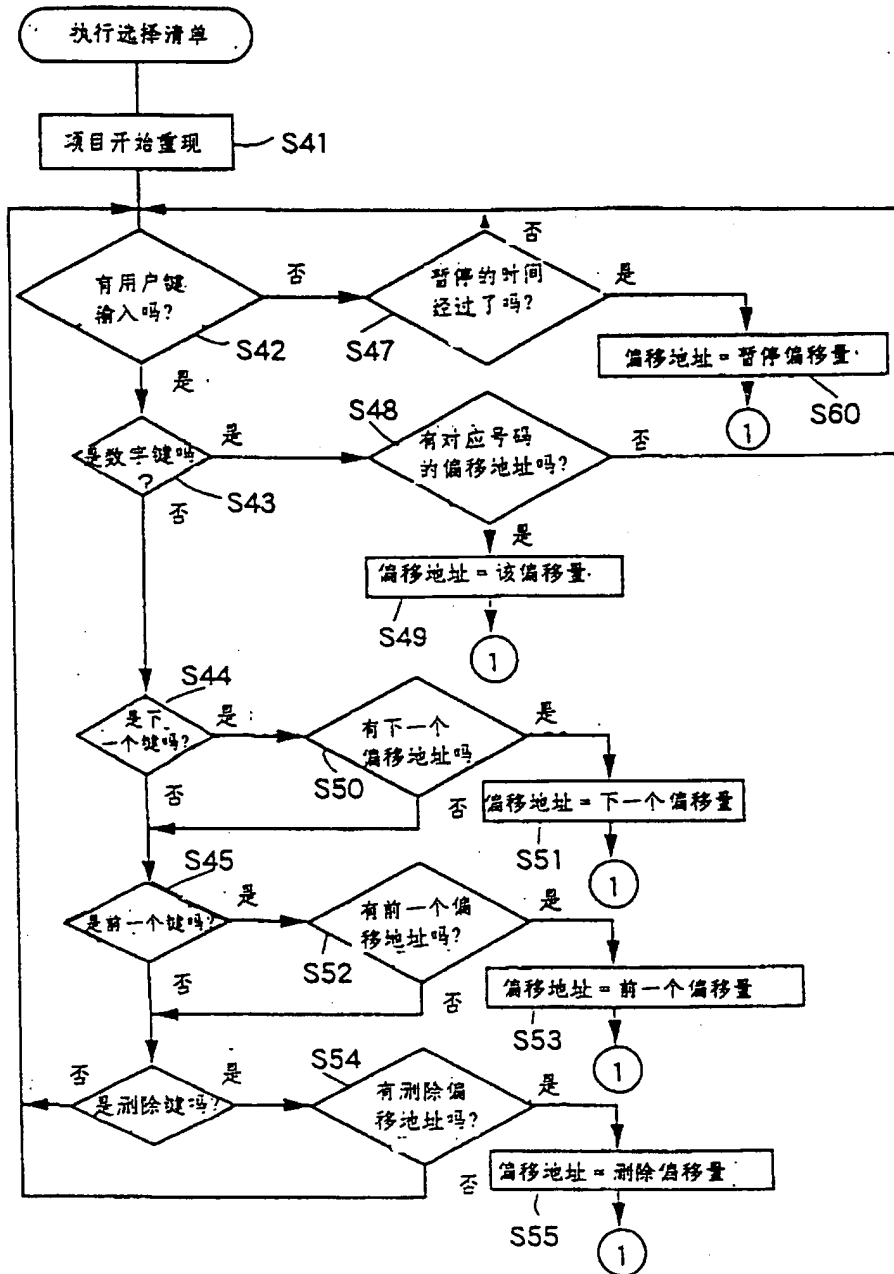 执行选择清单
项目开始重现
S41
有用户键
输入吗?
S42
否
是
暂停的时间
经过了吗?
S47
否
是
偏移地址=暂停偏移量
S60
1
是数字键吗
?
S43
是
否
S48
有对应号码
的偏移地址吗?
否
是
偏移地址=该偏移量
S49
1
S44
是下
一个键吗?
是
否
有下一个
偏移地址吗
S50
是
否
偏移地址=下一个偏移量
S51
1
S45
是前一个键吗?
是
否
有前一个偏
移地址吗?
S52
是
否
偏移地址=前一个偏移量
S53
1
否
是删除键吗?
是
S54
有删除偏
移地址吗?
是
否
偏移地址=删除偏移量
S55
1